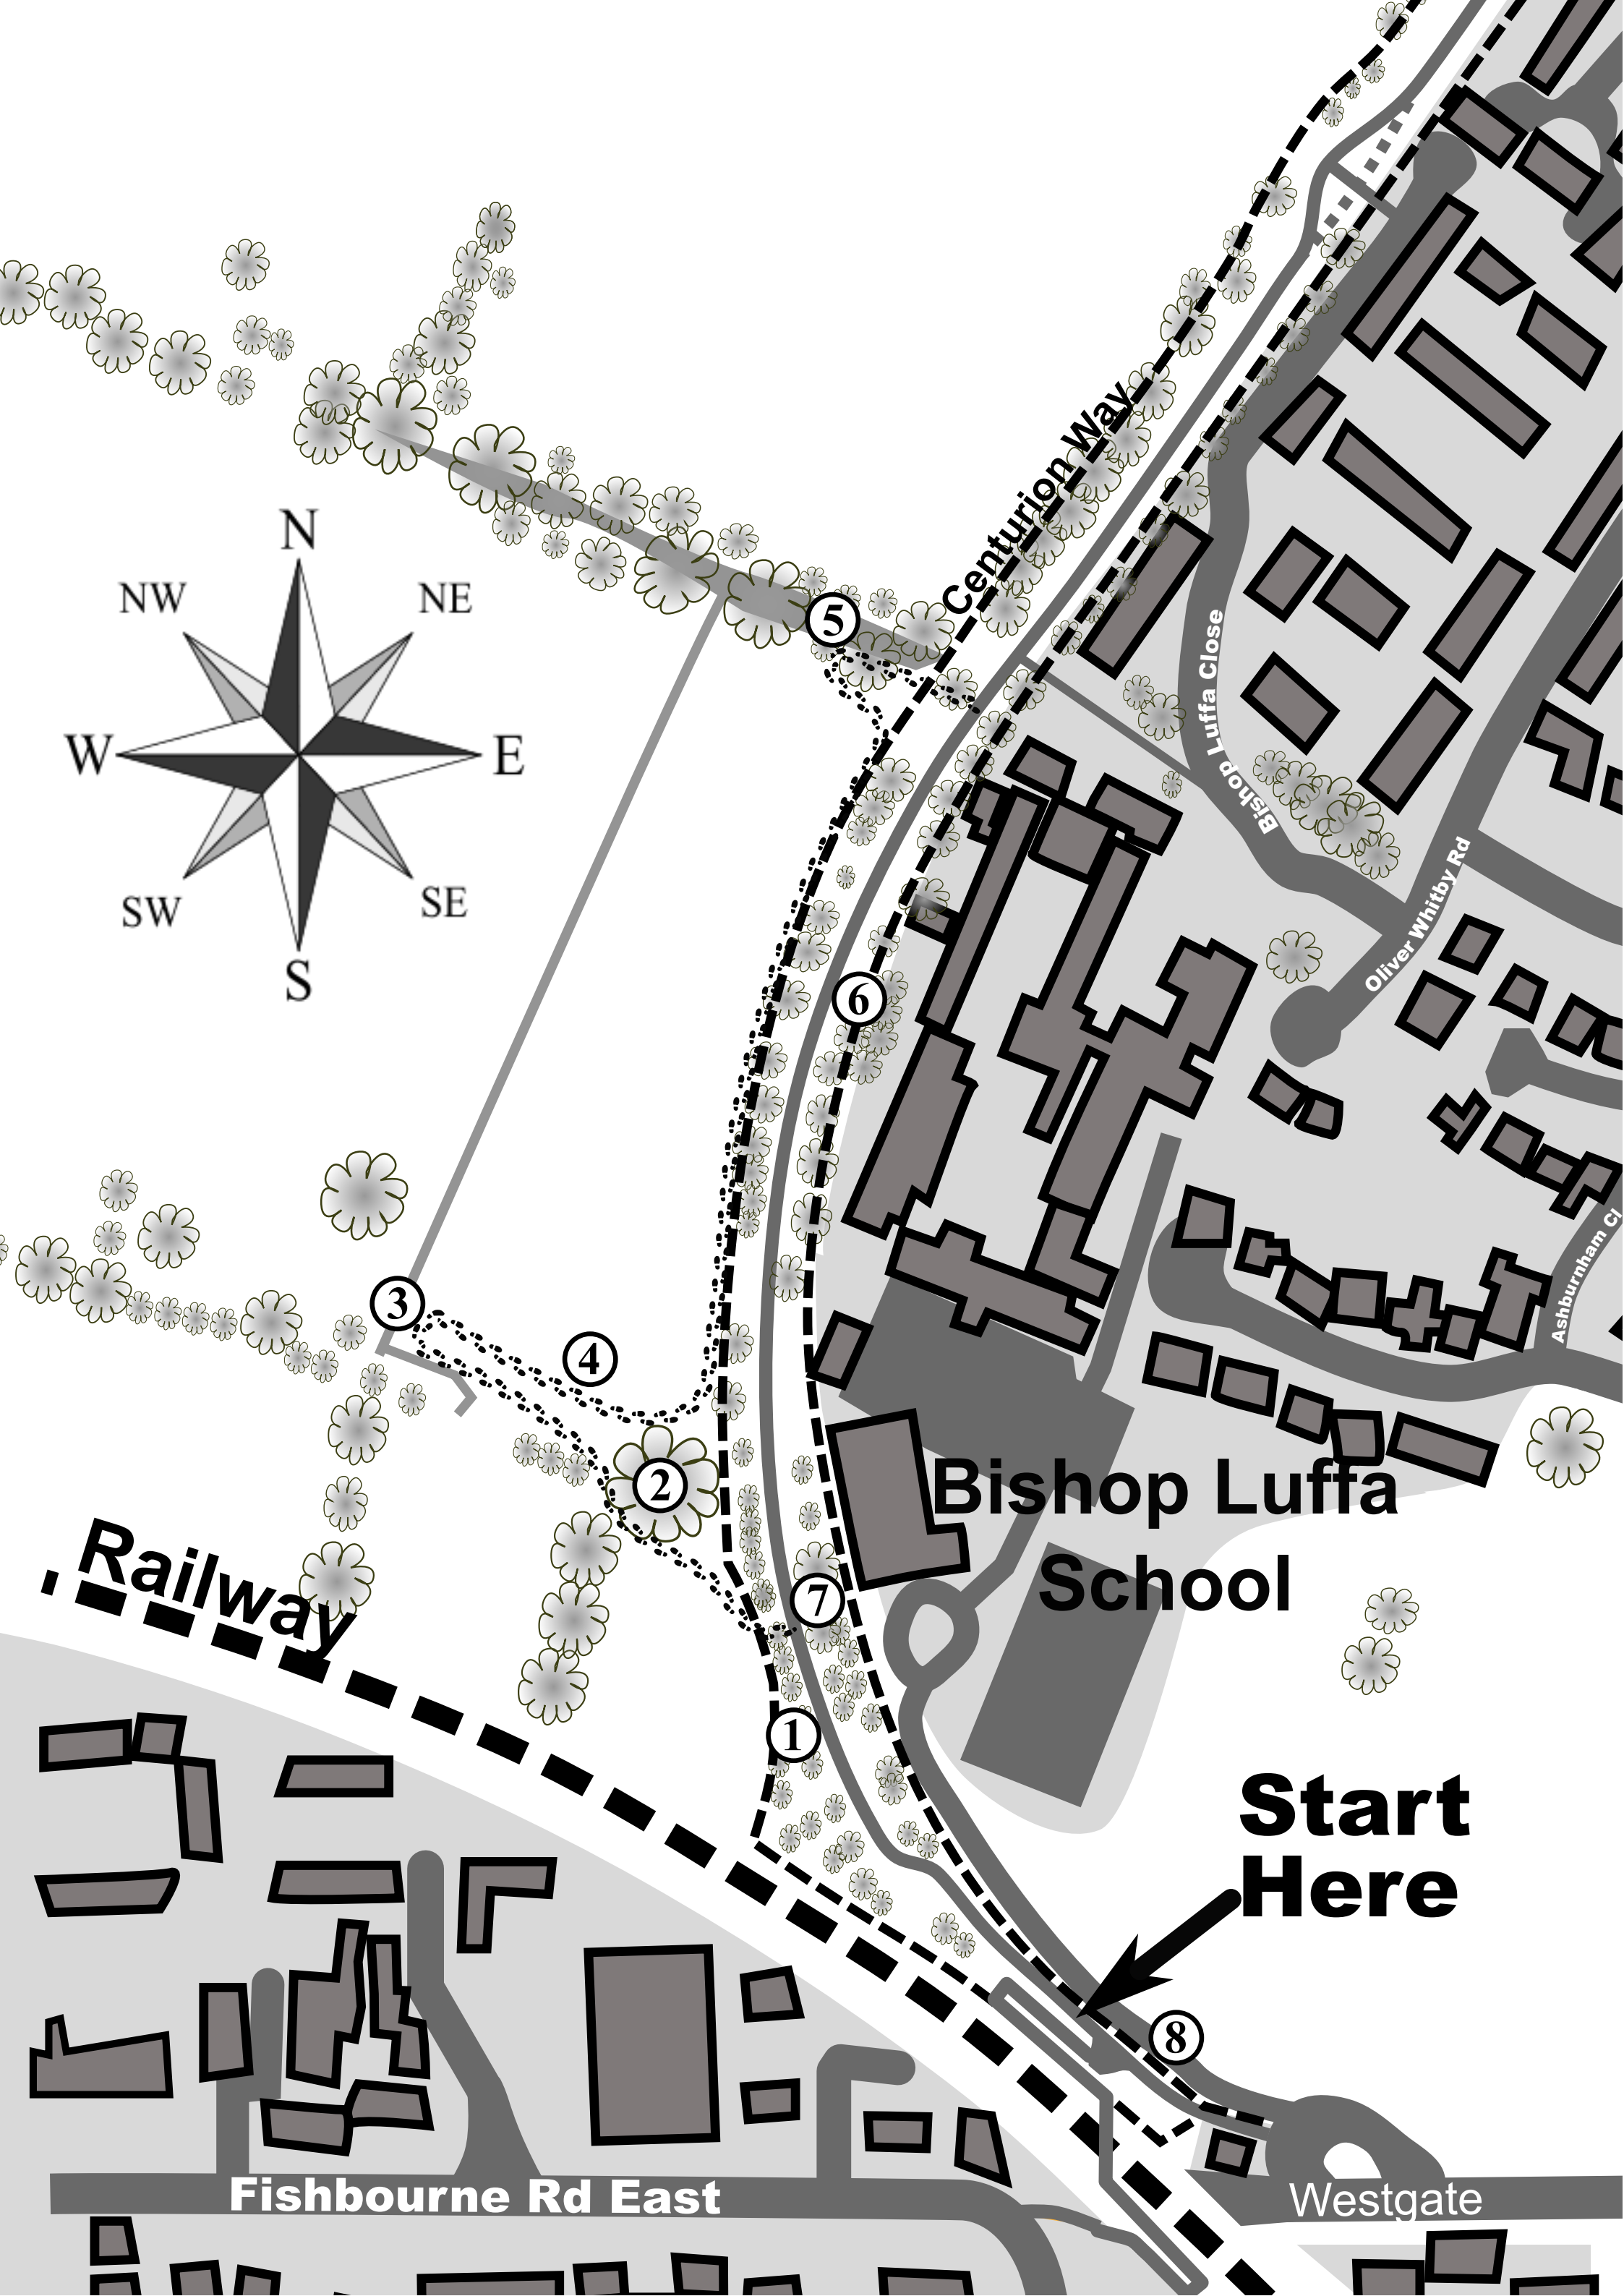 N
NW
NE
W
E
SW
SE
S
Centurion Way
5
Bishop Luffa Close
Oliver Whitby Rd
6
3
4
Ashburnham Cl
2
Bishop Luffa
School
Railway
7
1
Start
Here
8
Fishbourne Rd East
Westgate